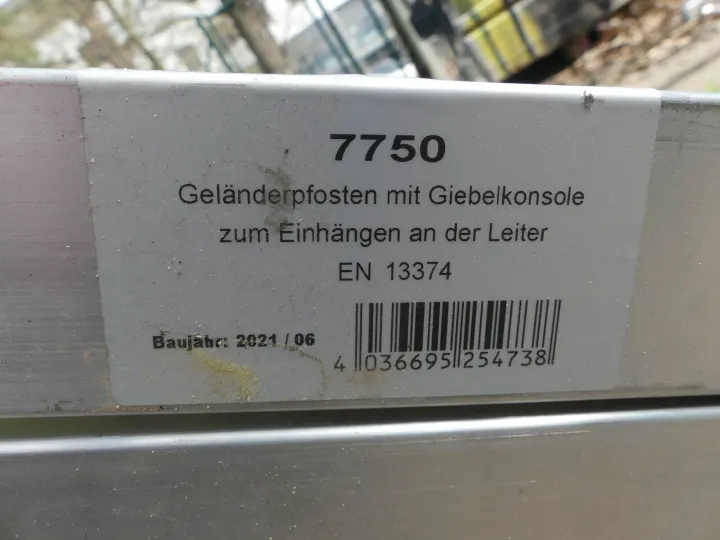 7750
Geländerpfosten mit Giebelkonsole
zum Einhängen an der Leiter
EN 13374
Baujahr: 2021 / 06
4 036695 254738